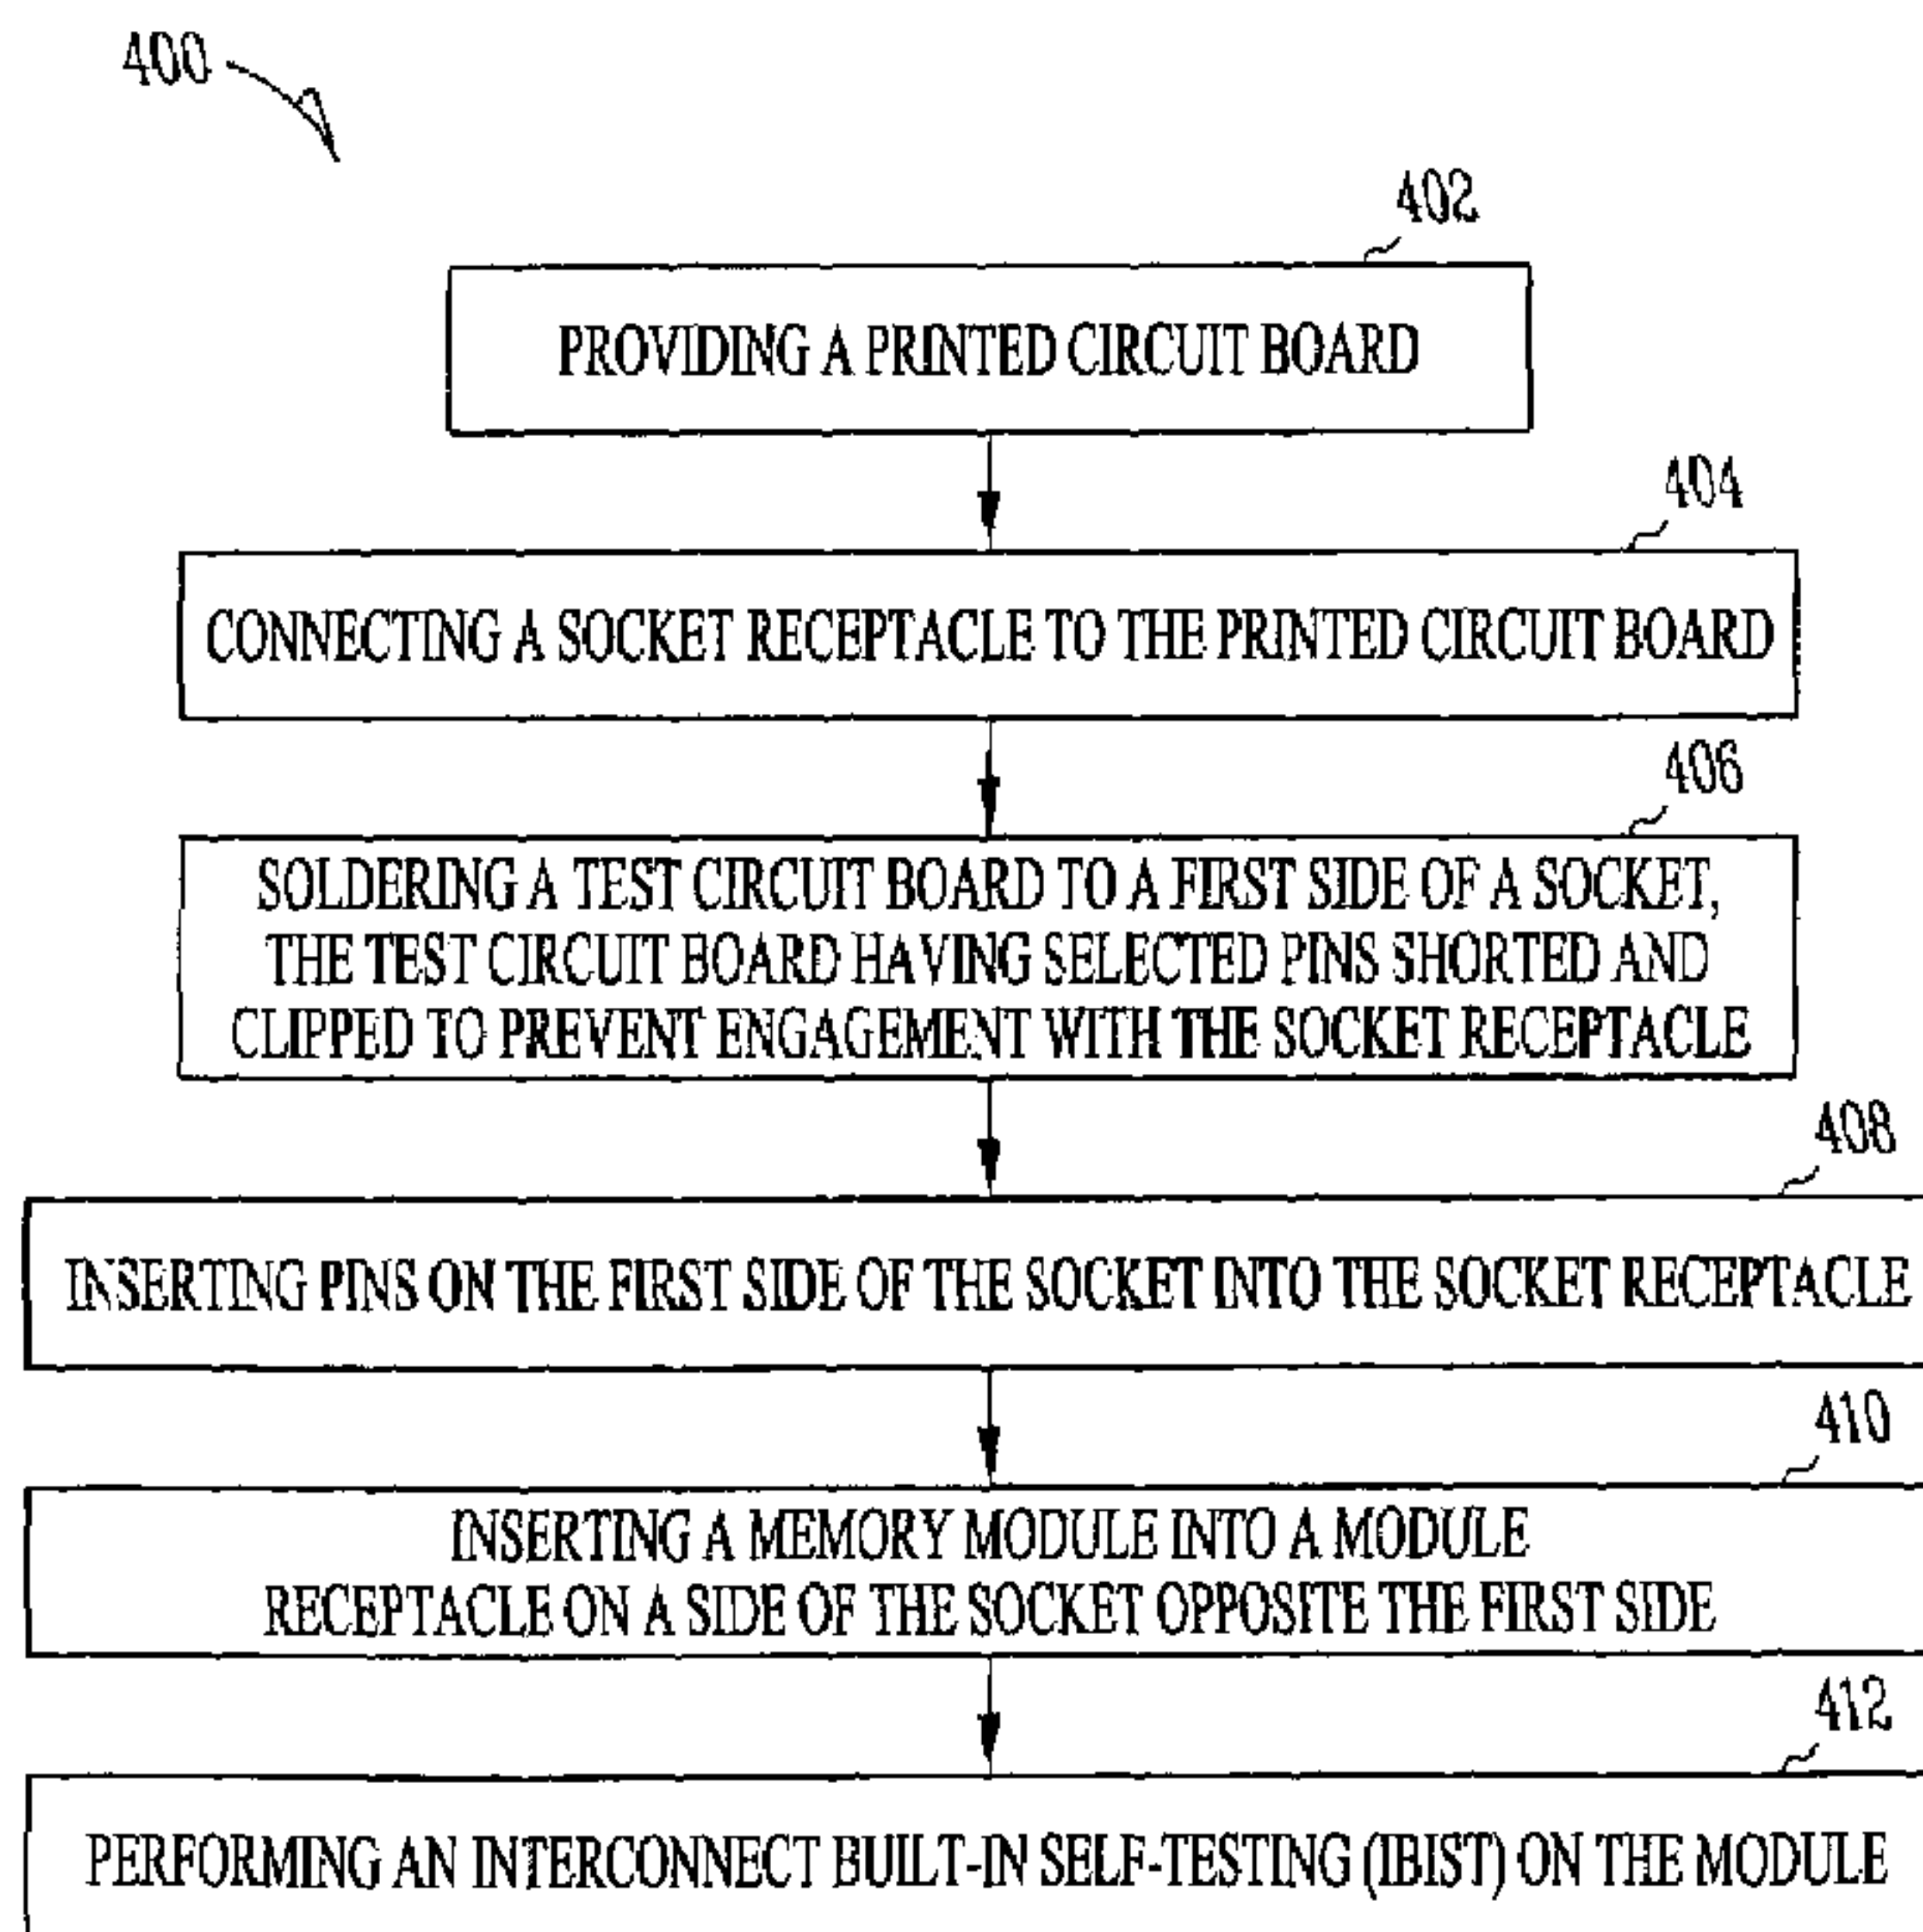 400
402
PROVIDING A PRINTED CIRCUIT BOARD
404
CONNECTING A SOCKET RECEPTACLE TO THE PRINTED CIRCUIT BOARD
406
SOLDERING A TEST CIRCUIT BOARD TO A FIRST SIDE OF A SOCKET,
THE TEST CIRCUIT BOARD HAVING SELECTED PINS SHORTED AND
CLIPPED TO PREVENT ENGAGEMENT WITH THE SOCKET RECEPTACLE
408
INSERTING PINS ON THE FIRST SIDE OF THE SOCKET INTO THE SOCKET RECEPTACLE
410
INSERTING A MEMORY MODULE INTO A MODULE
RECEPTACLE ON A SIDE OF THE SOCKET OPPOSITE THE FIRST SIDE
412
PERFORMING AN INTERCONNECT BUILT-IN SELF-TESTING (IBIST) ON THE MODULE